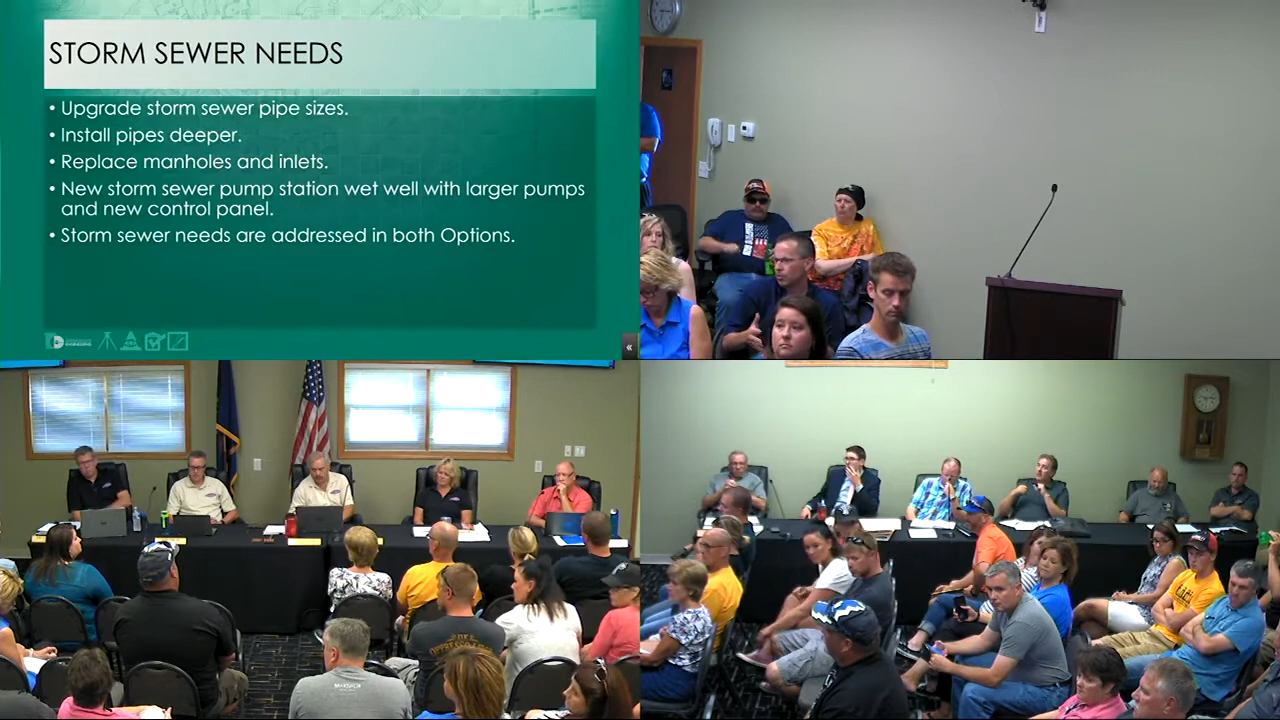 STORM SEWER NEEDS
• Upgrade storm sewer pipe sizes.
• Install pipes deeper.
• Replace manholes and inlets.
• New storm sewer pump station wet well with larger pumps
and new control panel.
• Storm sewer needs are addressed in both Options.
«